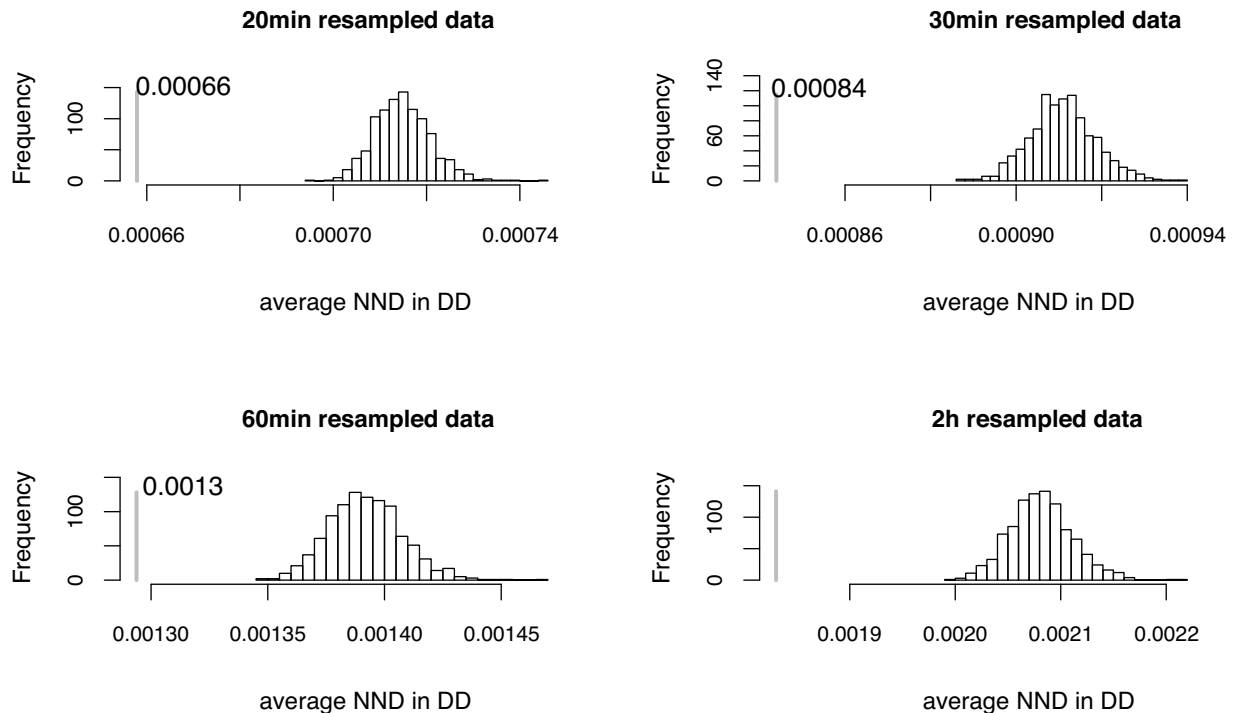 20min resampled data
0.00066
Frequency
0 100
0.00066 0.00070 0.00074
average NND in DD
30min resampled data
0.00084
Frequency
0 60 140
0.00086 0.00090 0.00094
average NND in DD
60min resampled data
0.0013
Frequency
0 100
0.00130 0.00135 0.00140 0.00145
average NND in DD
2h resampled data
Frequency
0 100
0.0019 0.0020 0.0021 0.0022
average NND in DD